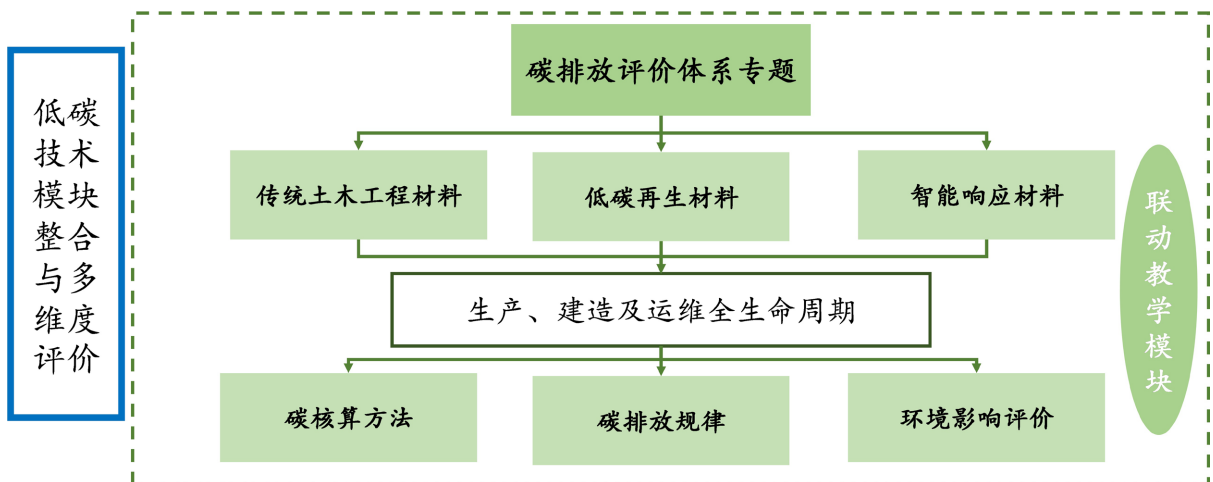 碳排放评价体系专题
低碳
技术
模块
整合
与多
维度
评价
传统土木工程材料
低碳再生材料
智能响应材料
联动教学模块
生产、建造及运维全生命周期
碳核算方法
碳排放规律
环境影响评价